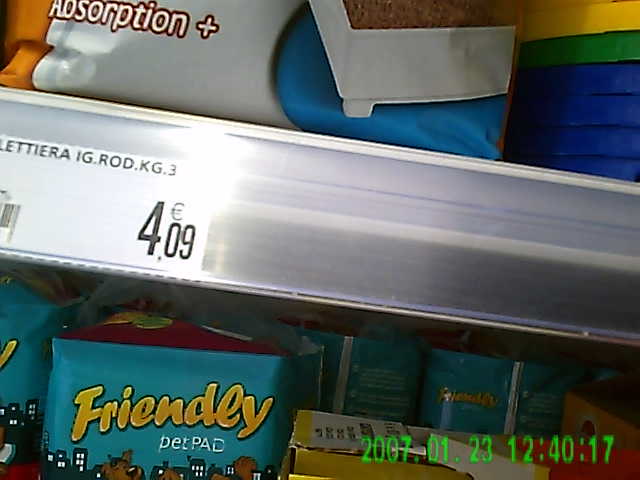 Absorption +
LETTIERA IG.ROD.KG.3
€
4,09
Friendly
petPAD
Friendly
2007.01.23 12:40:17